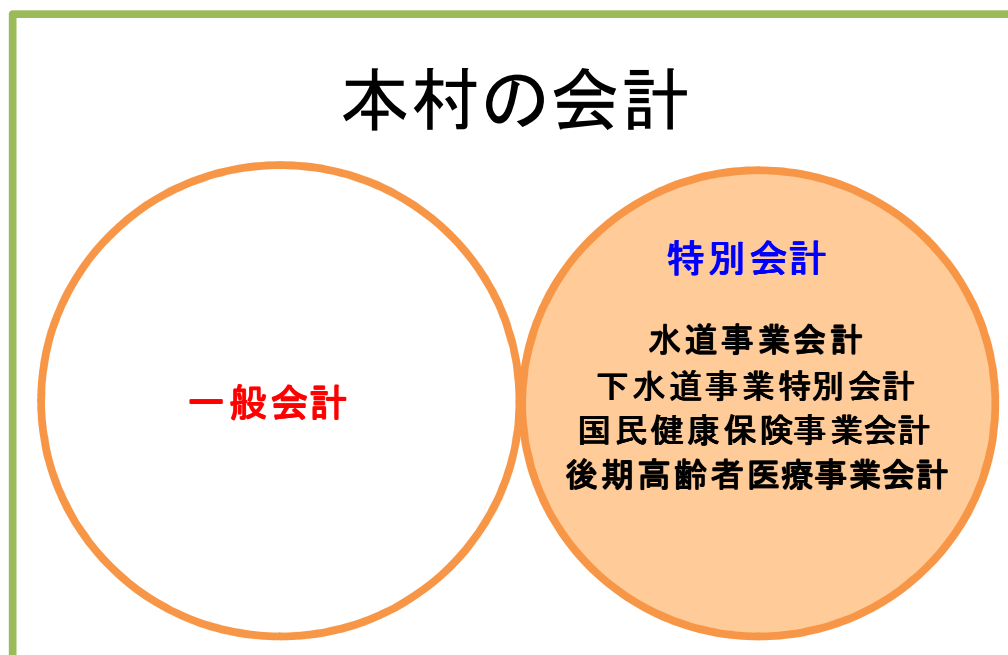 本村の会計
一般会計
特別会計
水道事業会計
下水道事業特別会計
国民健康保険事業会計
後期高齢者医療事業会計